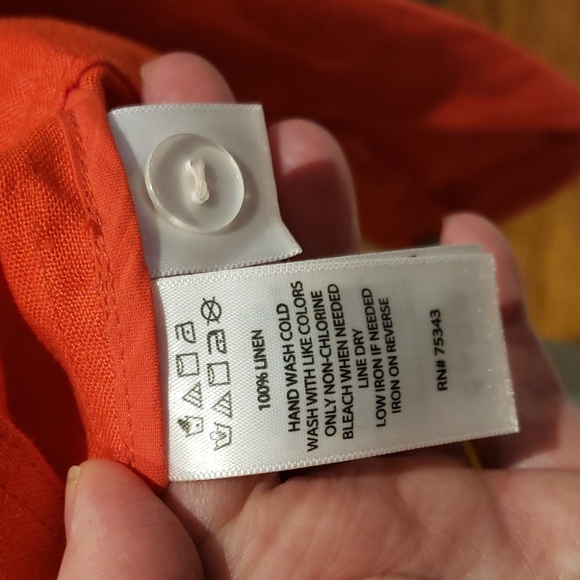 100% LINEN
HAND WASH COLD
WASH WITH LIKE COLORS
ONLY NON-CHLORINE
BLEACH WHEN NEEDED
LINE DRY
LOW IRON IF NEEDED
IRON ON REVERSE
RN# 75343